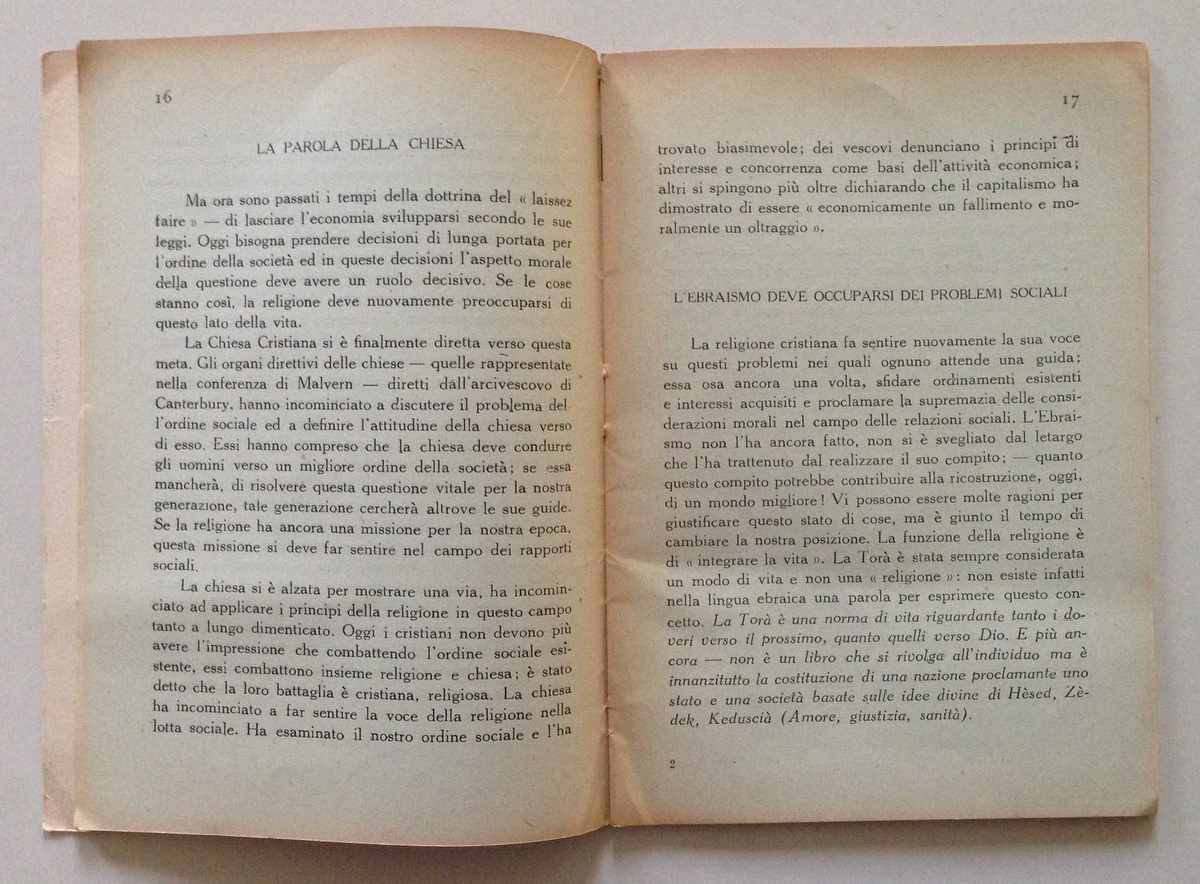 16
LA PAROLA DELLA CHIESA
Ma ora sono passati i tempi della dottrina del « laissez
faire » — di lasciare l'economia svilupparsi secondo le sue
leggi. Oggi bisogna prendere decisioni di lunga portata per
l'ordine della società ed in queste decisioni l'aspetto morale
della questione deve avere un ruolo decisivo. Se le cose
stanno così, la religione deve nuovamente preoccuparsi di
questo lato della vita.
La Chiesa Cristiana si è finalmente diretta verso questa
meta. Gli organi direttivi delle chiese — quelle rappresentate
nella conferenza di Malvern — diretti dall'arcivescovo di
Canterbury, hanno incominciato a discutere il problema del
l'ordine sociale ed a definire l'attitudine della chiesa verso
di esso. Essi hanno compreso che la chiesa deve condurre
gli uomini verso un migliore ordine della società; se essa
mancherà, di risolvere questa questione vitale per la nostra
generazione, tale generazione cercherà altrove le sue guide.
Se la religione ha ancora una missione per la nostra epoca,
questa missione si deve far sentire nel campo dei rapporti
sociali.
La chiesa si è alzata per mostrare una via, ha incomin-
ciato ad applicare i principi della religione in questo campo
tanto a lungo dimenticato. Oggi i cristiani non devono più
avere l'impressione che combattendo l'ordine sociale esi-
stente, essi combattono insieme religione e chiesa; è stato
detto che la loro battaglia è cristiana, religiosa. La chiesa
ha incominciato a far sentire la voce della religione nella
lotta sociale. Ha esaminato il nostro ordine sociale e l'ha
17
trovato biasimevole; dei vescovi denunciano i principi di
interesse e concorrenza come basi dell'attività economica;
altri si spingono più oltre dichiarando che il capitalismo ha
dimostrato di essere « economicamente un fallimento e mo-
ralmente un oltraggio ».
L'EBRAISMO DEVE OCCUPARSI DEI PROBLEMI SOCIALI
La religione cristiana fa sentire nuovamente la sua voce
su questi problemi nei quali ognuno attende una guida;
essa osa ancora una volta, sfidare ordinamenti esistenti
e interessi acquisiti e proclamare la supremazia delle consi-
derazioni morali nel campo delle relazioni sociali. L'Ebrai-
smo non l'ha ancora fatto, non si è svegliato dal letargo
che l'ha trattenuto dal realizzare il suo compito; — quanto
questo compito potrebbe contribuire alla ricostruzione, oggi,
di un mondo migliore! Vi possono essere molte ragioni per
giustificare questo stato di cose, ma è giunto il tempo di
cambiare la nostra posizione. La funzione della religione è
di « integrare la vita ». La Torà è stata sempre considerata
un modo di vita e non una « religione »: non esiste infatti
nella lingua ebraica una parola per esprimere questo con-
cetto. La Torà è una norma di vita riguardante tanto i do-
veri verso il prossimo, quanto quelli verso Dio. E più an-
cora — non è un libro che si rivolga all'individuo ma è
innanzitutto la costituzione di una nazione proclamante uno
stato e una società basate sulle idee divine di Hèsed, Zè-
dek, Keduscià (Amore, giustizia, sanità).
2